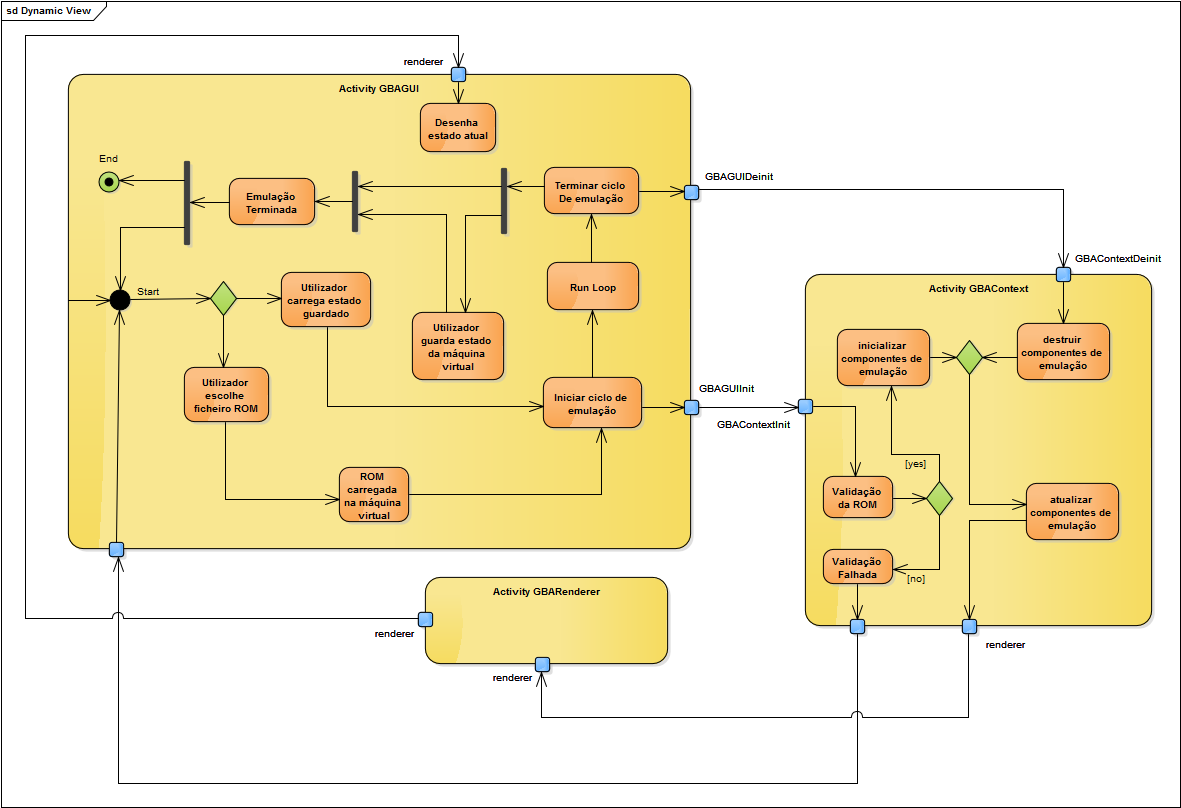 sd Dynamic View
renderer
Activity GBAGUI
Desenha
estado atual
End
Emulação
Terminada
Terminar ciclo
De emulação
GBAGUIDeinit
GBAContextDeinit
Start
Utilizador
carrega estado
guardado
Run Loop
Activity GBAContext
Utilizador
guarda estado
da máquina
virtual
inicializar
componentes de
emulação
destruir
componentes de
emulação
Utilizador
escolhe
ficheiro ROM
Iniciar ciclo de
emulação
GBAGUIInit
GBAContextInit
[yes]
ROM
carregada
na máquina
virtual
Validação
da ROM
atualizar
componentes de
emulação
Validação
Falhada
[no]
Activity GBARenderer
renderer
renderer
renderer